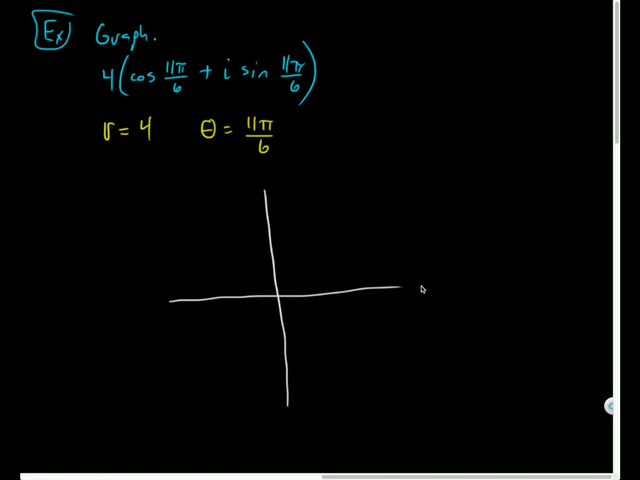 Ex Graph.
4(cos 11π/6 + i sin 11π/6)
r = 4 θ = 11π/6